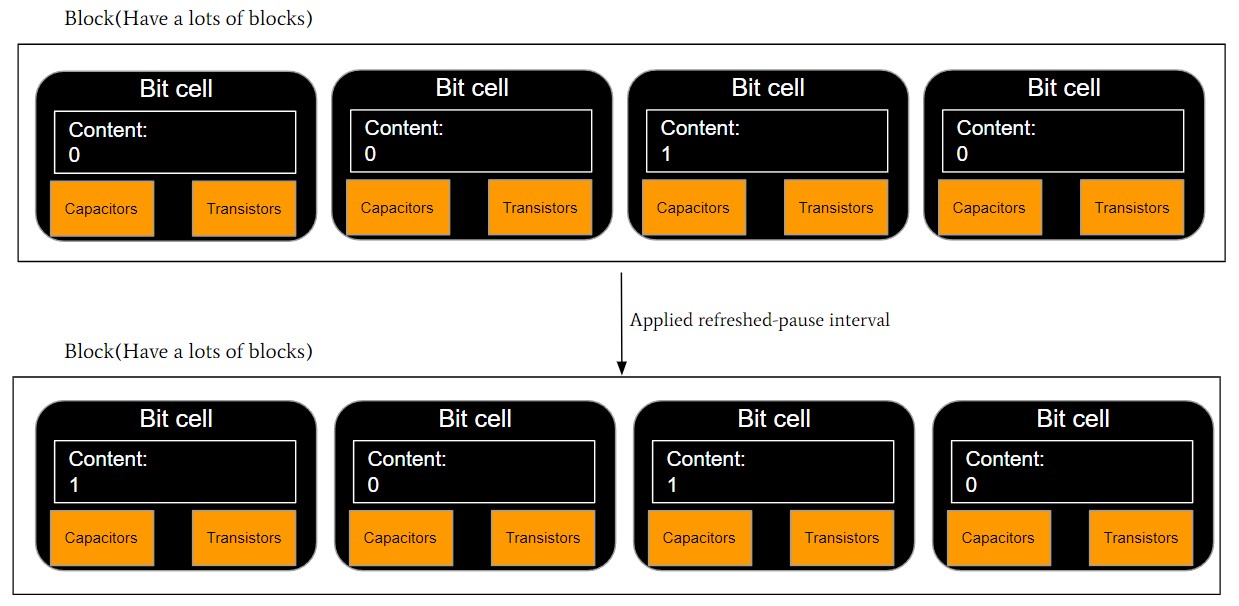 Block(Have a lots of blocks)
Bit cell Bit cell Bit cell Bit cell
Content: Content: Content: Content:
0 0 1 0
Capacitors Transistors Capacitors Transistors Capacitors Transistors Capacitors Transistors
Applied refreshed-pause interval
Block(Have a lots of blocks)
Bit cell Bit cell Bit cell Bit cell
Content: Content: Content: Content:
1 0 1 0
Capacitors Transistors Capacitors Transistors Capacitors Transistors Capacitors Transistors